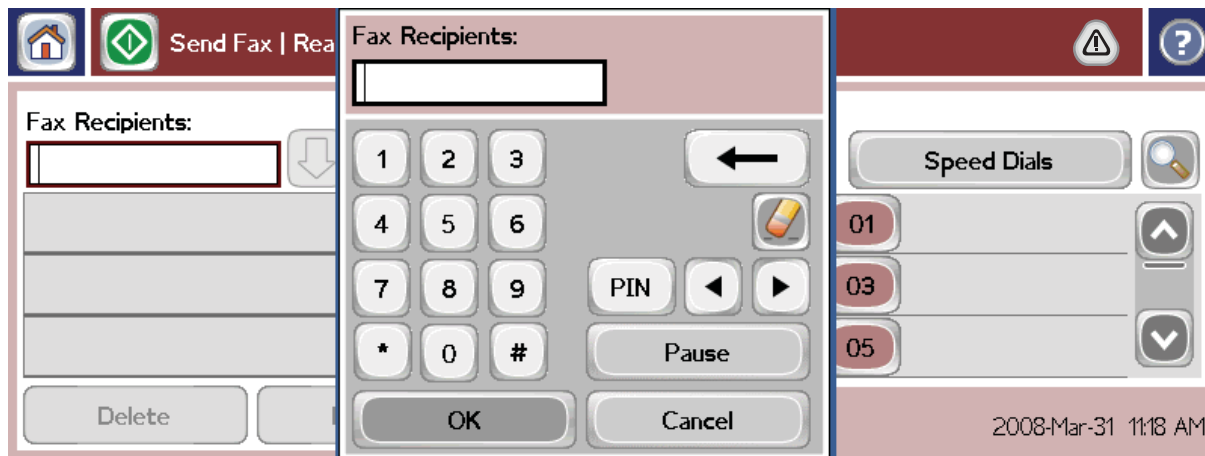 Send Fax | Rea
?
Fax Recipients:
Delete
Fax Recipients:
1 2 3
4 5 6
7 8 9
* 0 #
PIN
Pause
OK
Cancel
Speed Dials
01
03
05
2008-Mar-31 11:18 AM